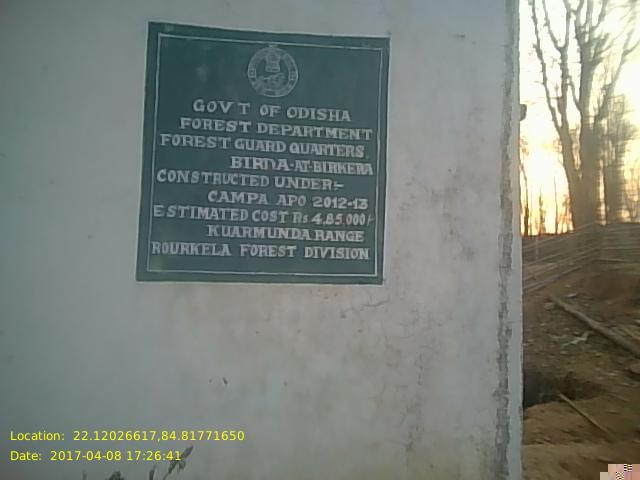 GOVT OF ODISHA
FOREST DEPARTMENT
FOREST GUARD QUARTERS,
BIRDA-AT-BIRKERA
CONSTRUCTED UNDER:-
CAMPA APO 2012-13
ESTIMATED COST Rs 4,85,000/-
KUARMUNDA RANGE
ROURKELA FOREST DIVISION
Location: 22.12026617,84.81771650
Date: 2017-04-08 17:26:41